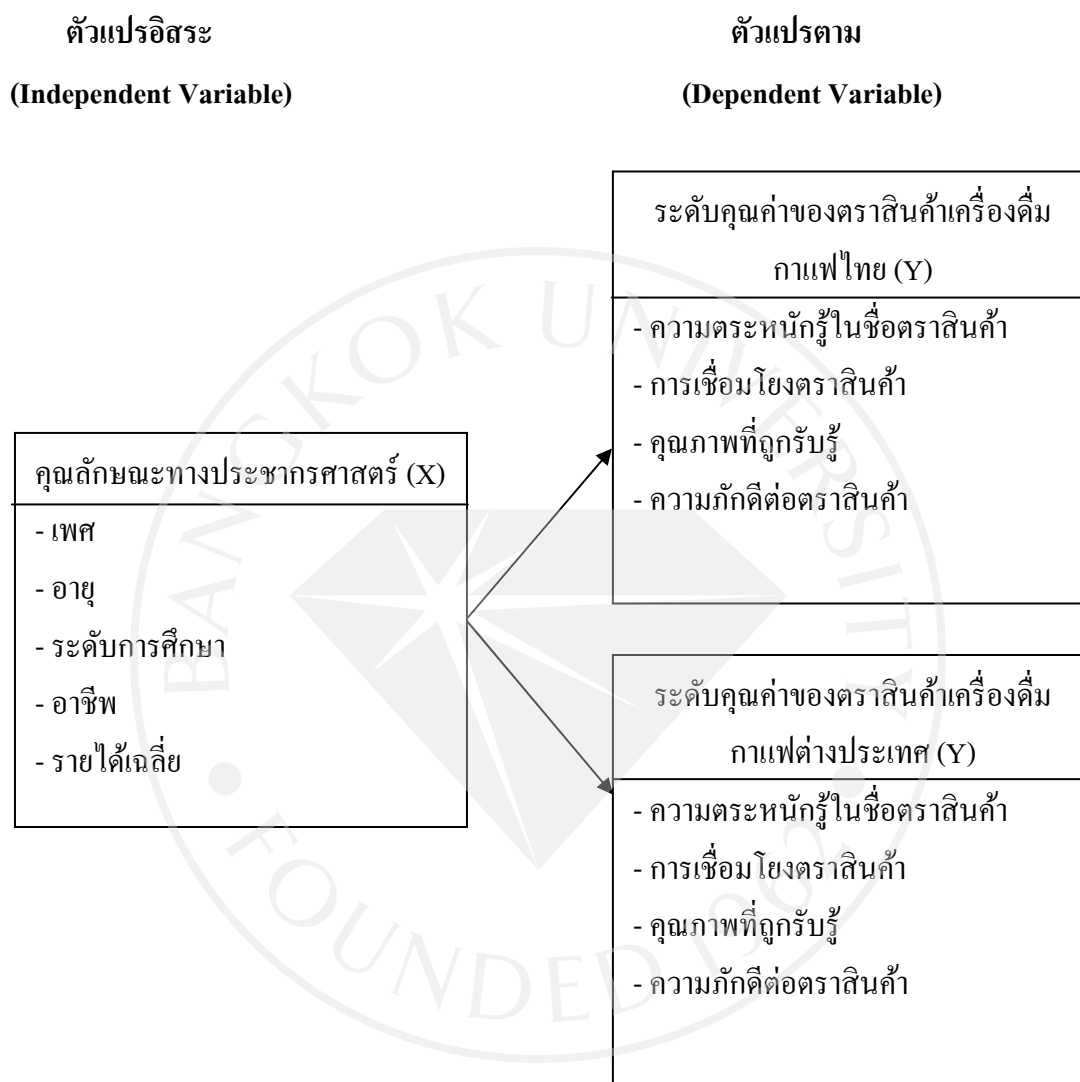 ตัวแปรอิสระ
(Independent Variable)
ตัวแปรตาม
(Dependent Variable)
คุณลักษณะทางประชากรศาสตร์ (X)
- เพศ
- อายุ
- ระดับการศึกษา
- อาชีพ
- รายได้เฉลี่ย
ระดับคุณค่าของตราสินค้าเครื่องดื่ม
กาแฟไทย (Y)
- ความตระหนักรู้ในชื่อตราสินค้า
- การเชื่อมโยงตราสินค้า
- คุณภาพที่ถูกรับรู้
- ความภักดีต่อตราสินค้า
ระดับคุณค่าของตราสินค้าเครื่องดื่ม
กาแฟต่างประเทศ (Y)
- ความตระหนักรู้ในชื่อตราสินค้า
- การเชื่อมโยงตราสินค้า
- คุณภาพที่ถูกรับรู้
- ความภักดีต่อตราสินค้า
BANGKOK UNIVERSITY
FOUNDED 1962